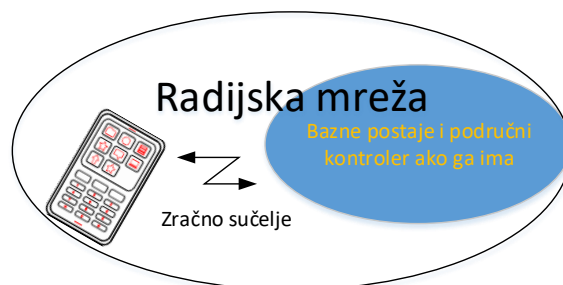 Radijska mreža
Bazne postaje i područni
kontroler ako ga ima
Zračno sučelje